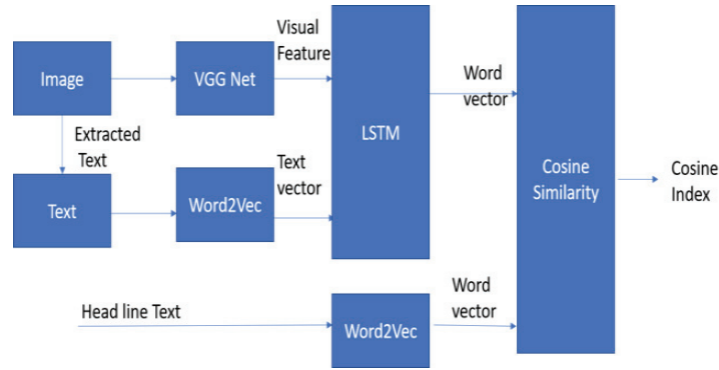 Image
VGG Net
Visual
Feature
LSTM
Word
vector
Cosine
Similarity
Cosine
Index
Extracted
Text
Text
Word2Vec
Text
vector
Head line Text
Word2Vec
Word
vector